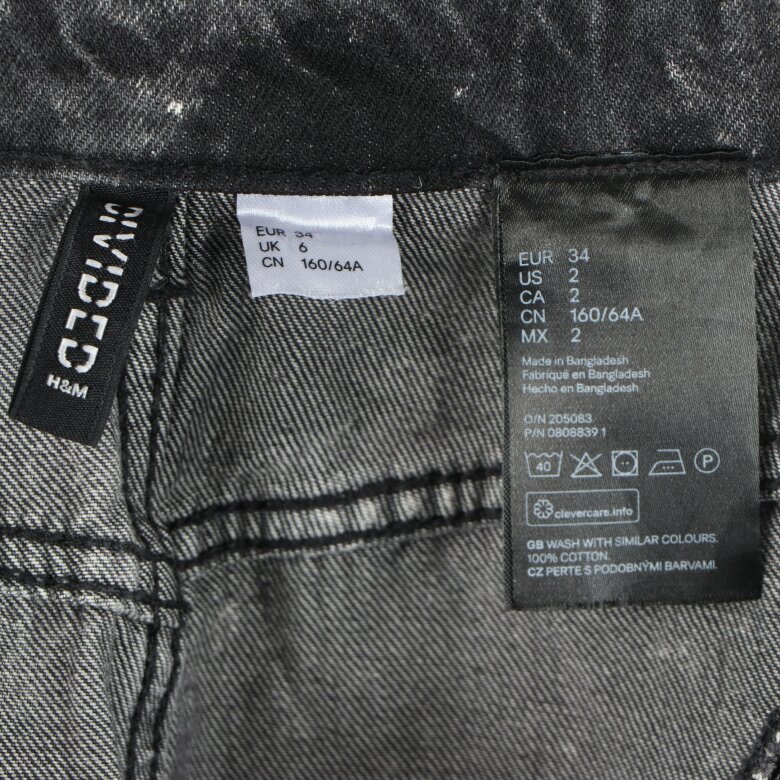 DIVIDED
H&M
EUR 34
UK 6
CN 160/64A
EUR 34
US 2
CA 2
CN 160/64A
MX 2
Made in Bangladesh
Fabriqué en Bangladesh
Hecho en Bangladesh
O/N 205083
P/N 0808839 1
40
P
clevercare.info
GB WASH WITH SIMILAR COLOURS.
100% COTTON.
CZ PERTE S PODOBNÝMI BARVAMI.